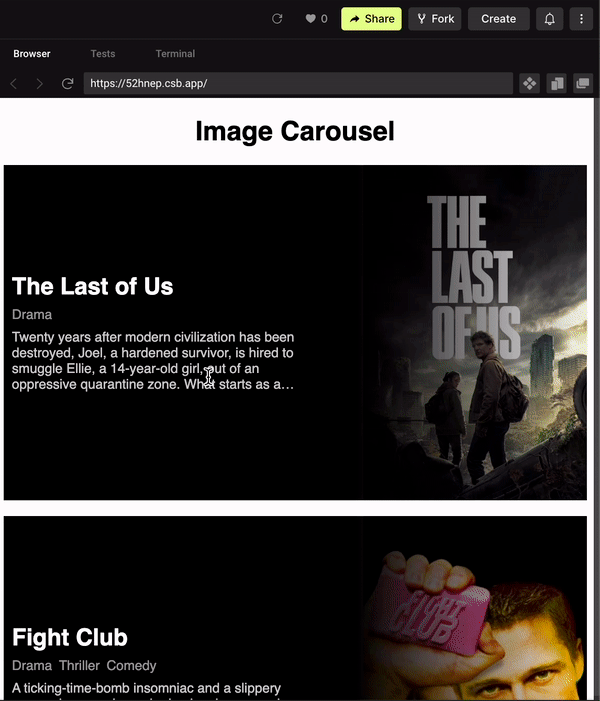 0 Share Fork Create
Browser Tests Terminal
https://52hnep.csb.app/
Image Carousel
THE
LAST
OF US
The Last of Us
Drama
Twenty years after modern civilization has been
destroyed, Joel, a hardened survivor, is hired to
smuggle Ellie, a 14-year-old girl, out of an
oppressive quarantine zone. What starts as a…
FIGHT
CLUB
Fight Club
Drama Thriller Comedy
A ticking-time-bomb insomniac and a slippery